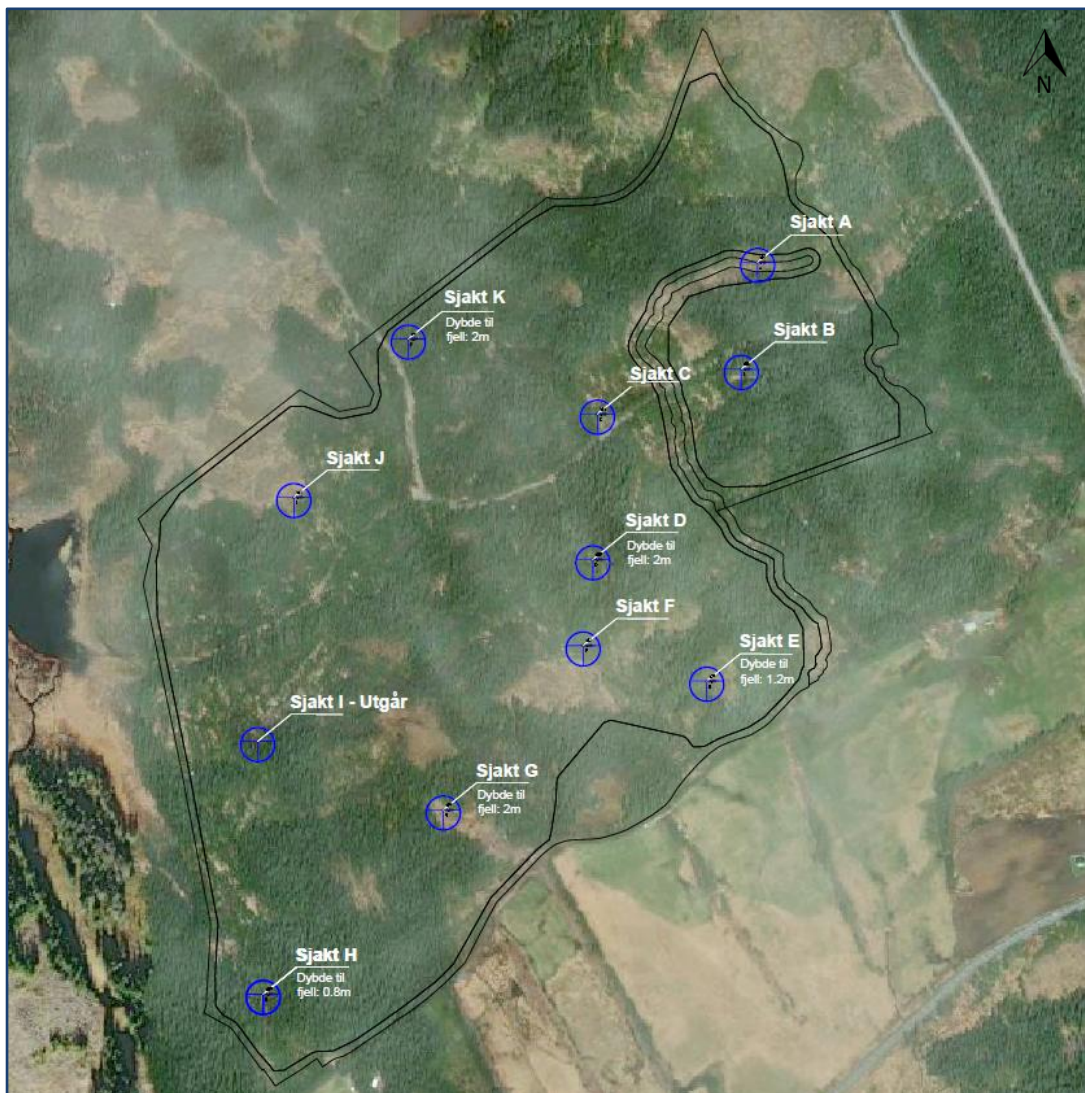 N
Sjakt A
Sjakt K
Dybde til
fjell: 2m
Sjakt B
Sjakt C
Sjakt J
Sjakt D
Dybde til
fjell: 2m
Sjakt F
Sjakt E
Dybde til
fjell: 1.2m
Sjakt I - Utgår
Sjakt G
Dybde til
fjell: 2m
Sjakt H
Dybde til
fjell: 0.8m